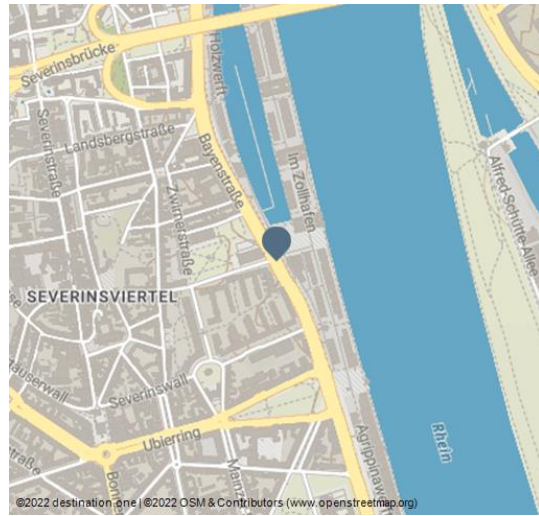 Severinsbrücke
Holzwerft
Landsbergstraße
Severinstraße
Bayenstraße
Im Zollhafen
Zwirnerstraße
Alfred-Schütte-Allee
SEVERINSVIERTEL
Severinswall
Ubierring
Rhein
©2022 destination one | ©2022 OSM & Contributors (www.openstreetmap.org)